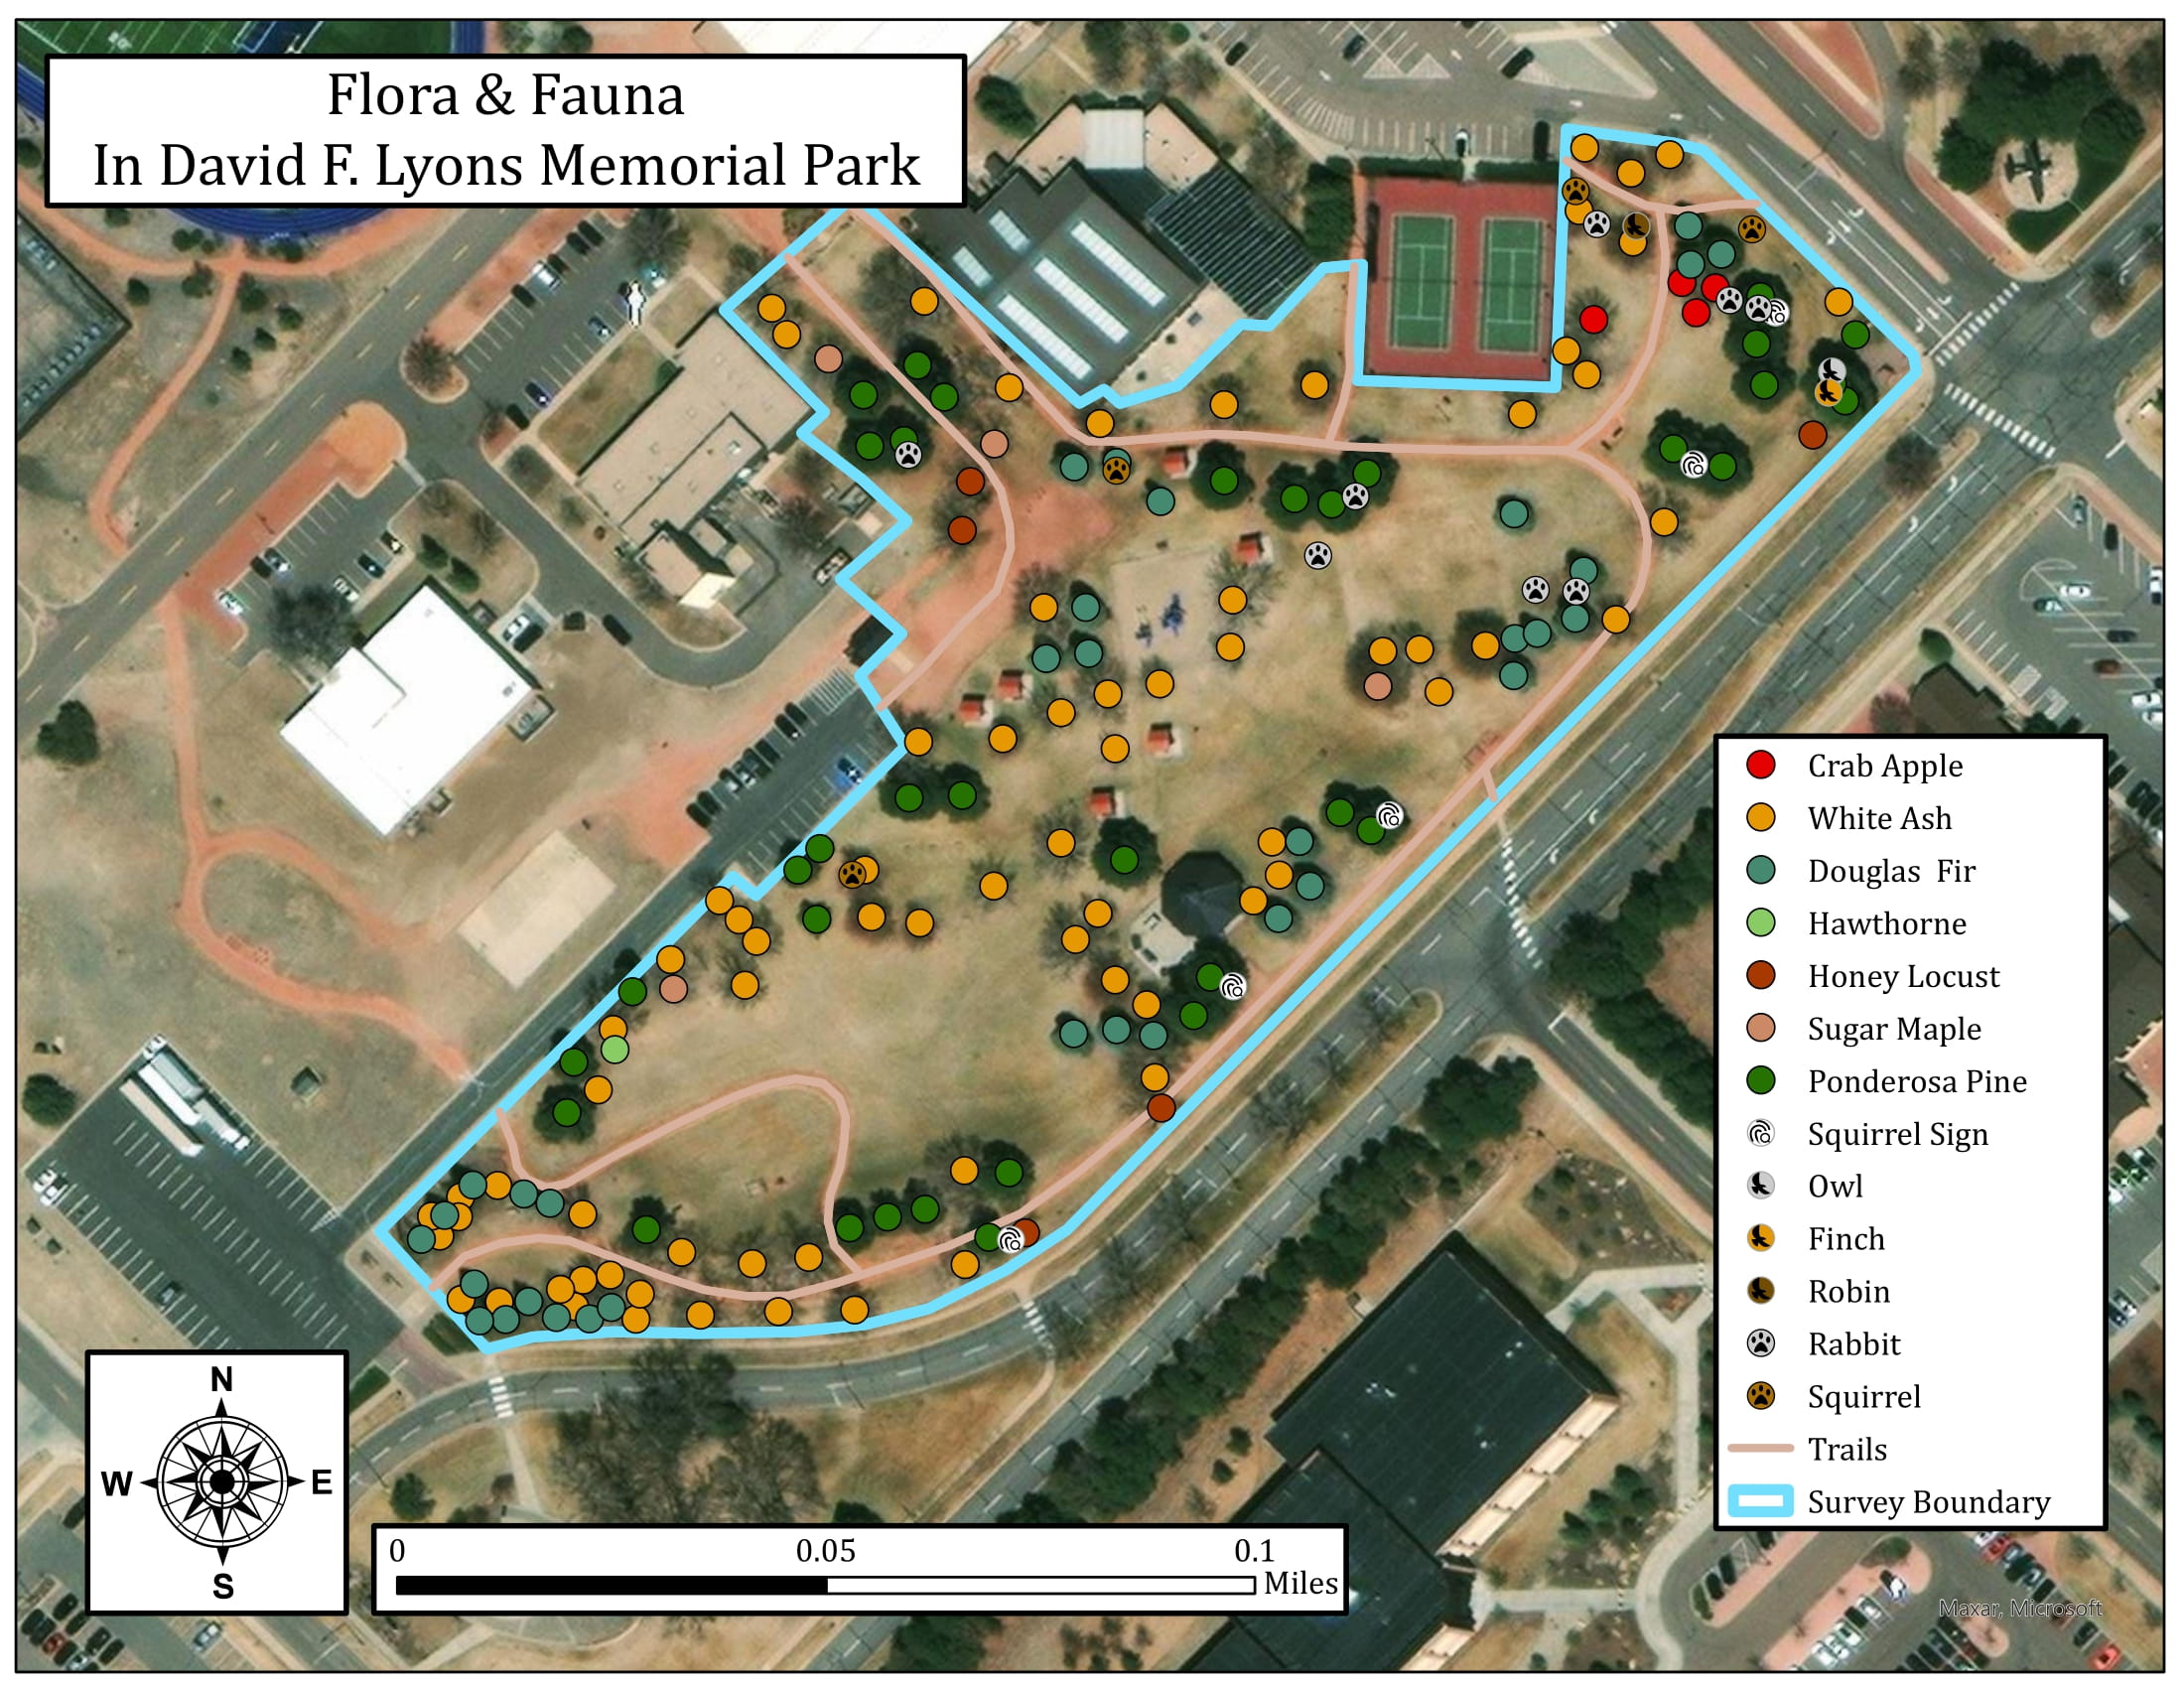 Flora & Fauna
In David F. Lyons Memorial Park
Crab Apple
White Ash
Douglas  Fir
Hawthorne
Honey Locust
Sugar Maple
Ponderosa Pine
Squirrel Sign
Owl
Finch
Robin
Rabbit
Squirrel
Trails
Survey Boundary
N
W E
S
0 0.05 0.1
Miles
Maxar, Microsoft